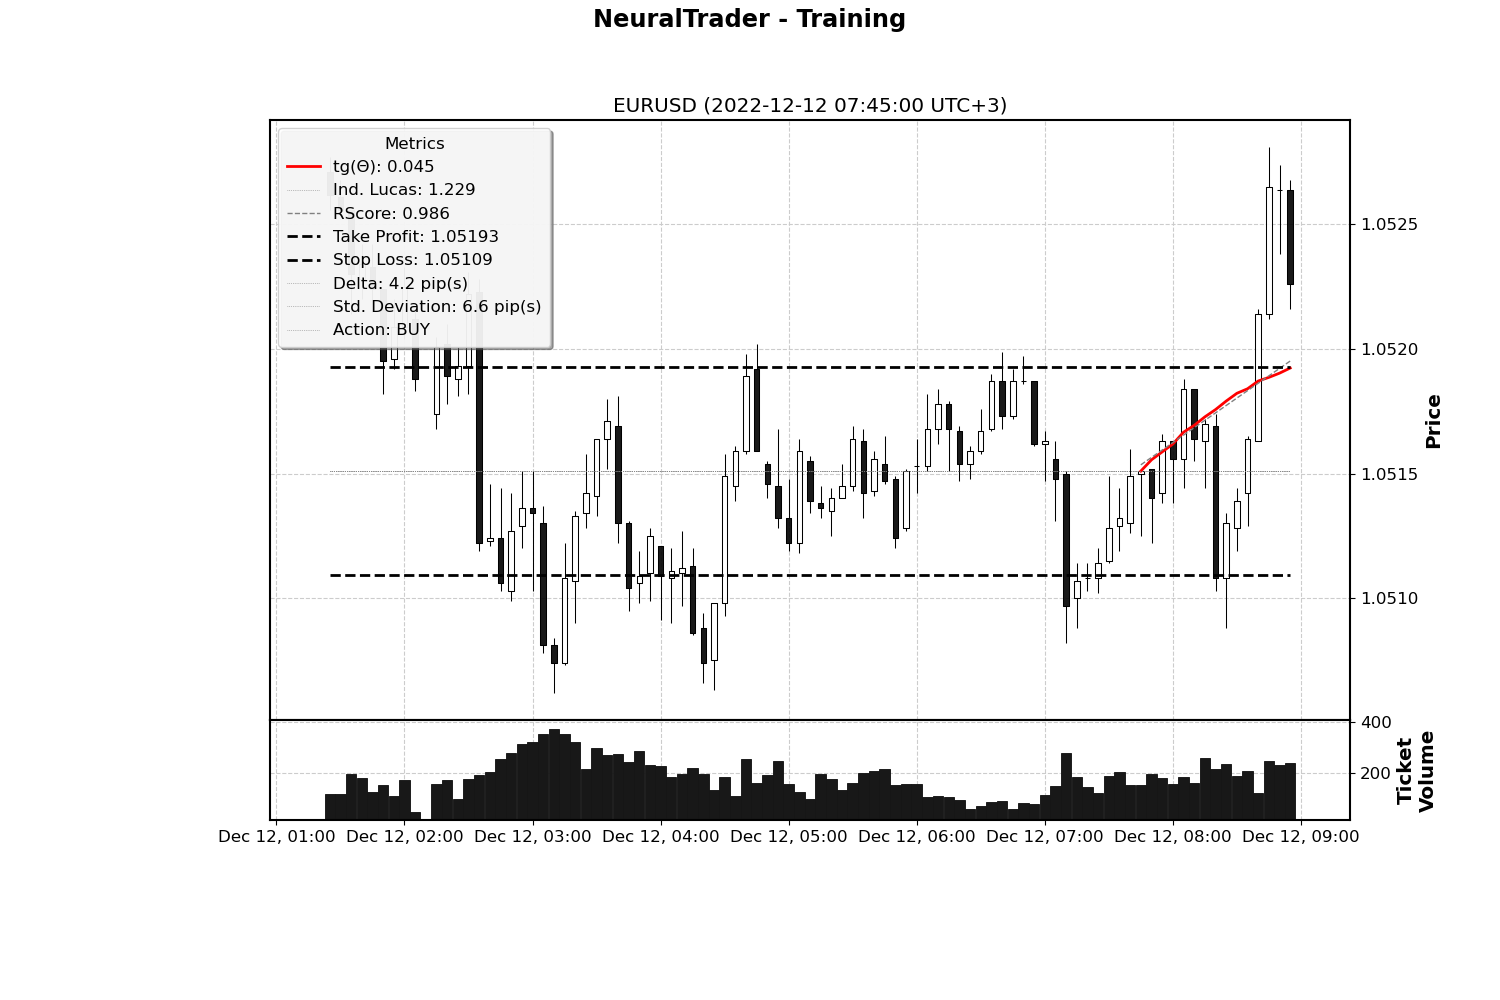 NeuralTrader - Training
EURUSD (2022-12-12 07:45:00 UTC+3)
Metrics
tg(Θ): 0.045
Ind. Lucas: 1.229
RScore: 0.986
Take Profit: 1.05193
Stop Loss: 1.05109
Delta: 4.2 pip(s)
Std. Deviation: 6.6 pip(s)
Action: BUY
1.0525
1.0520
1.0515
1.0510
Price
400
200
Ticket
Volume
Dec 12, 01:00
Dec 12, 02:00
Dec 12, 03:00
Dec 12, 04:00
Dec 12, 05:00
Dec 12, 06:00
Dec 12, 07:00
Dec 12, 08:00
Dec 12, 09:00